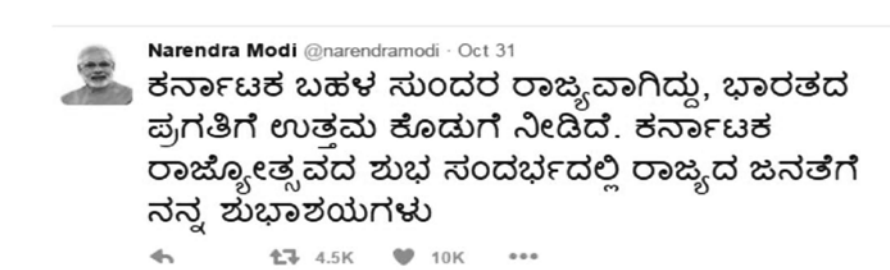 Narendra Modi @narendramodi · Oct 31
ಕರ್ನಾಟಕ ಬಹಳ ಸುಂದರ ರಾಜ್ಯವಾಗಿದ್ದು, ಭಾರತದ
ಪ್ರಗತಿಗೆ ಉತ್ತಮ ಕೊಡುಗೆ ನೀಡಿದೆ. ಕರ್ನಾಟಕ
ರಾಜ್ಯೋತ್ಸವದ ಶುಭ ಸಂದರ್ಭದಲ್ಲಿ ರಾಜ್ಯದ ಜನತೆಗೆ
ನನ್ನ ಶುಭಾಶಯಗಳು
4.5K 10K